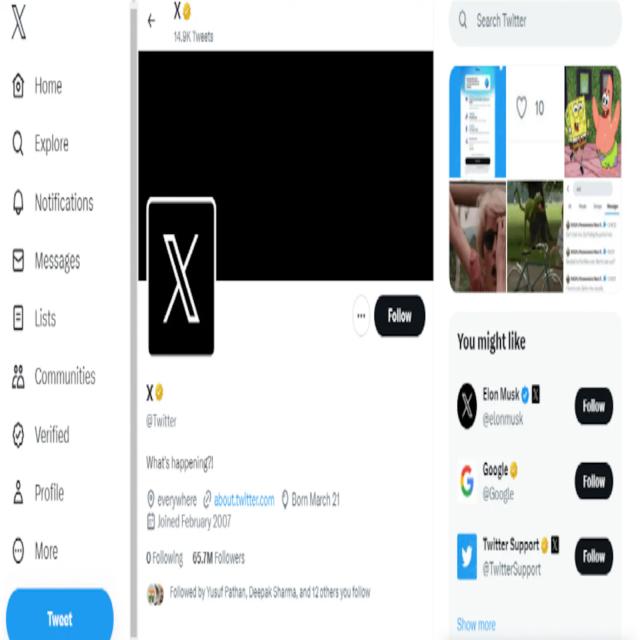 X
14.9K Tweets
Search Twitter
Home
Explore
Notifications
Messages
Lists
Communities
Verified
Profile
More
Tweet
10
Follow
X
@Twitter
What's happening?!
everywhere about.twitter.com Born March 21
Joined February 2007
0 Following 65.7M Followers
Followed by Yusuf Pathan, Deepak Sharma, and 12 others you follow
You might like
Elon Musk
@elonmusk
Follow
Google
@Google
Follow
Twitter Support
@TwitterSupport
Follow
Show more